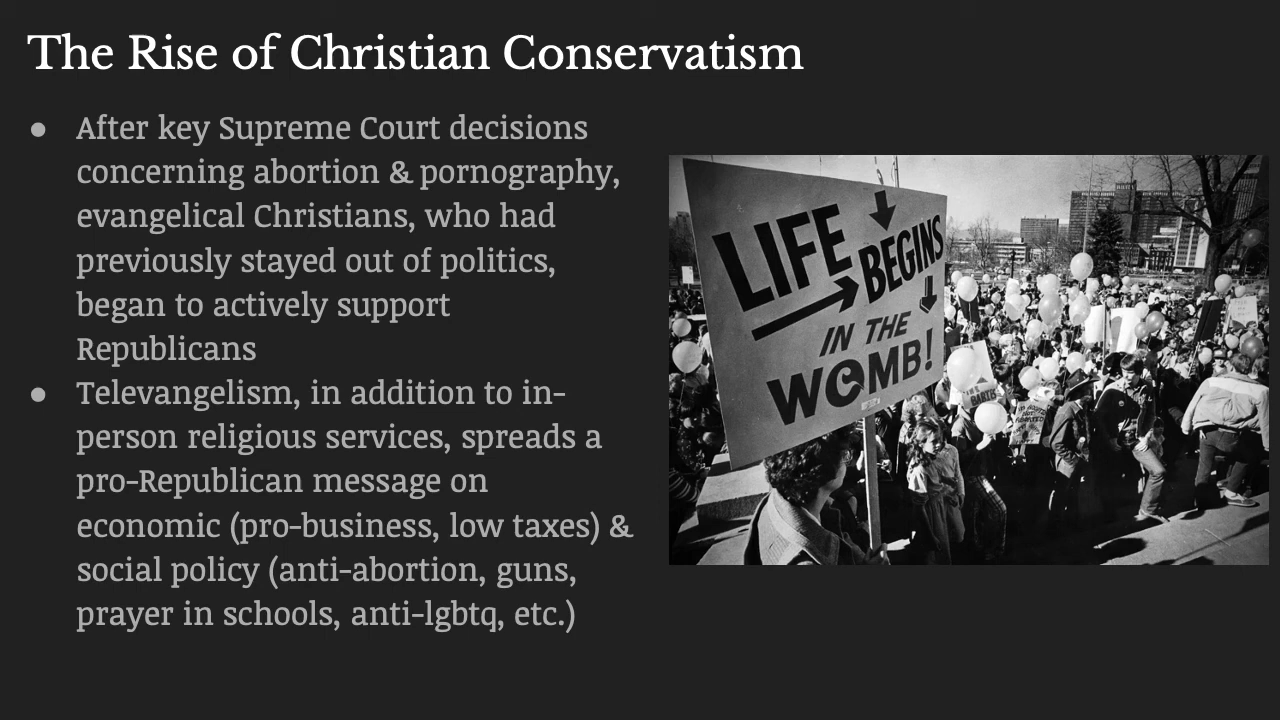 The Rise of Christian Conservatism
● After key Supreme Court decisions
concerning abortion & pornography,
evangelical Christians, who had
previously stayed out of politics,
began to actively support
Republicans
● Televangelism, in addition to in-
person religious services, spreads a
pro-Republican message on
economic (pro-business, low taxes) &
social policy (anti-abortion, guns,
prayer in schools, anti-lgbtq, etc.)
LIFE
BEGINS
IN THE
WOMB!